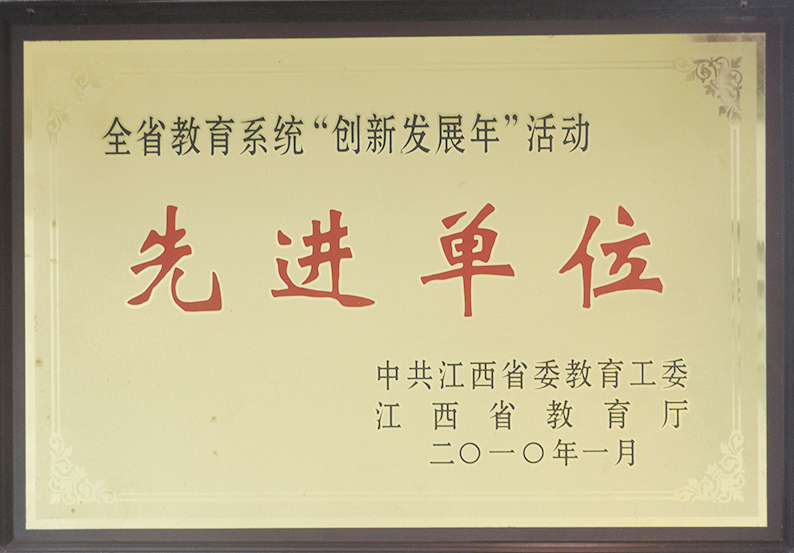 全省教育系统“创新发展年”活动
先进单位
中共江西省委教育工委
江西省教育厅
二〇一〇年一月